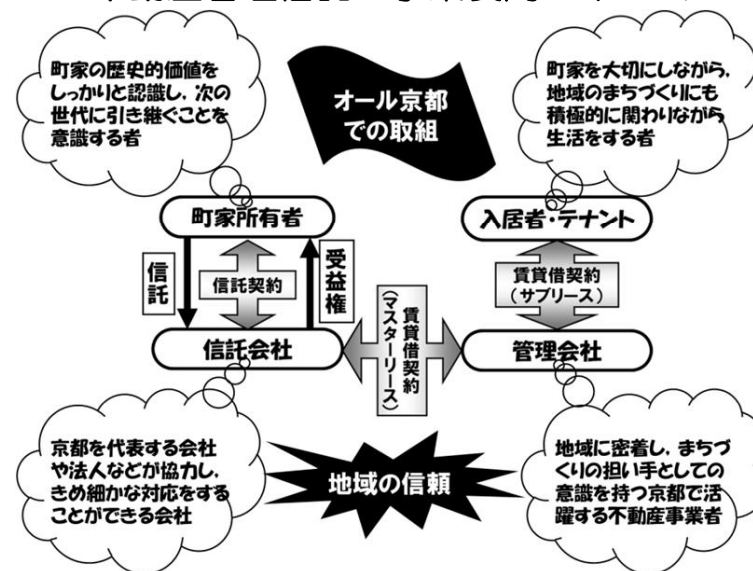 町家の歴史的価値を
しっかりと認識し，次の
世代に引き継ぐことを
意識する者
オール京都
での取組
町家を大切にしながら，
地域のまちづくりにも
積極的に関わりながら
生活をする者
町家所有者
入居者・テナント
信託
信託契約
受益権
賃貸借契約
（サブリース）
賃貸借契約
（マスターリース）
信託会社
管理会社
京都を代表する会社
や法人などが協力し，
きめ細かな対応をする
ことができる会社
地域の信頼
地域に密着し，まちづ
くりの担い手としての
意識を持つ京都で活
躍する不動産事業者